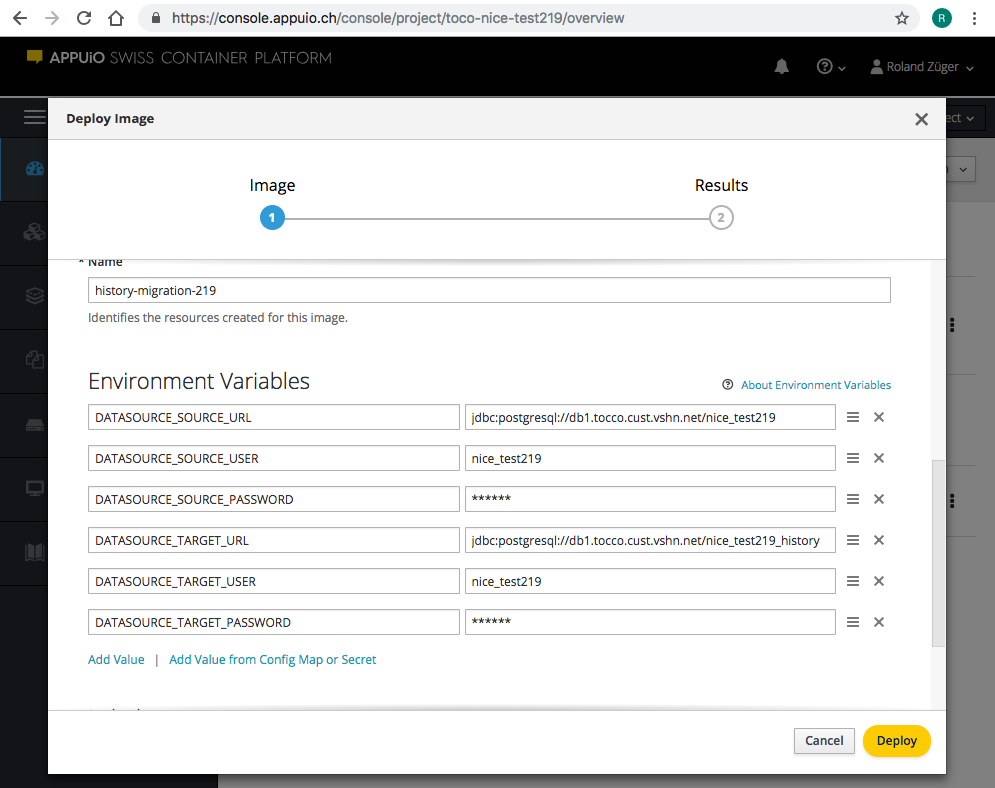 https://console.appuio.ch/console/project/toco-nice-test219/overview
R
APPUiO SWISS CONTAINER PLATFORM
Roland Züger
ect
Deploy Image
Image
Results
1
2
* Name
history-migration-219
Identifies the resources created for this image.
Environment Variables
About Environment Variables
DATASOURCE_SOURCE_URL jdbc:postgresql://db1.tocco.cust.vshn.net/nice_test219
DATASOURCE_SOURCE_USER nice_test219
DATASOURCE_SOURCE_PASSWORD ******
DATASOURCE_TARGET_URL jdbc:postgresql://db1.tocco.cust.vshn.net/nice_test219_history
DATASOURCE_TARGET_USER nice_test219
DATASOURCE_TARGET_PASSWORD ******
Add Value | Add Value from Config Map or Secret
Cancel
Deploy